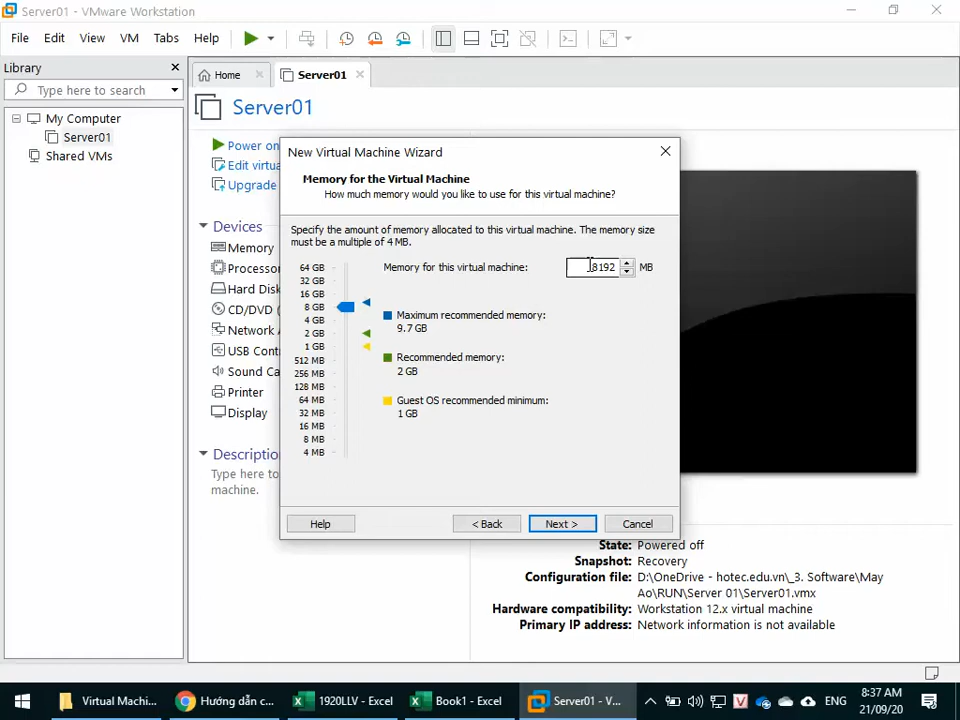 Server01 - VMware Workstation
File Edit View VM Tabs Help
Library
Type here to search
My Computer
Server01
Shared VMs
Home
Server01
Server01
Power on
Edit virtua
Upgrade
Devices
Memory
Processor
Hard Disk
CD/DVD (
Network A
USB Contr
Sound Ca
Printer
Display
Description
Type here to
machine.
New Virtual Machine Wizard
Memory for the Virtual Machine
How much memory would you like to use for this virtual machine?
Specify the amount of memory allocated to this virtual machine. The memory size
must be a multiple of 4 MB.
Memory for this virtual machine: 8192 MB
64 GB
32 GB
16 GB
8 GB
4 GB
2 GB
1 GB
512 MB
256 MB
128 MB
64 MB
32 MB
16 MB
8 MB
4 MB
Maximum recommended memory:
9.7 GB
Recommended memory:
2 GB
Guest OS recommended minimum:
1 GB
Help < Back Next > Cancel
State: Powered off
Snapshot: Recovery
Configuration file: D:\OneDrive - hotec.edu.vn\_3. Software\May
Ao\RUN\Server 01\Server01.vmx
Hardware compatibility: Workstation 12.x virtual machine
Primary IP address: Network information is not available
Virtual Machi...
Hướng dẫn c...
1920LLV - Excel
Book1 - Excel
Server01 - V...
ENG
8:37 AM
21/09/20